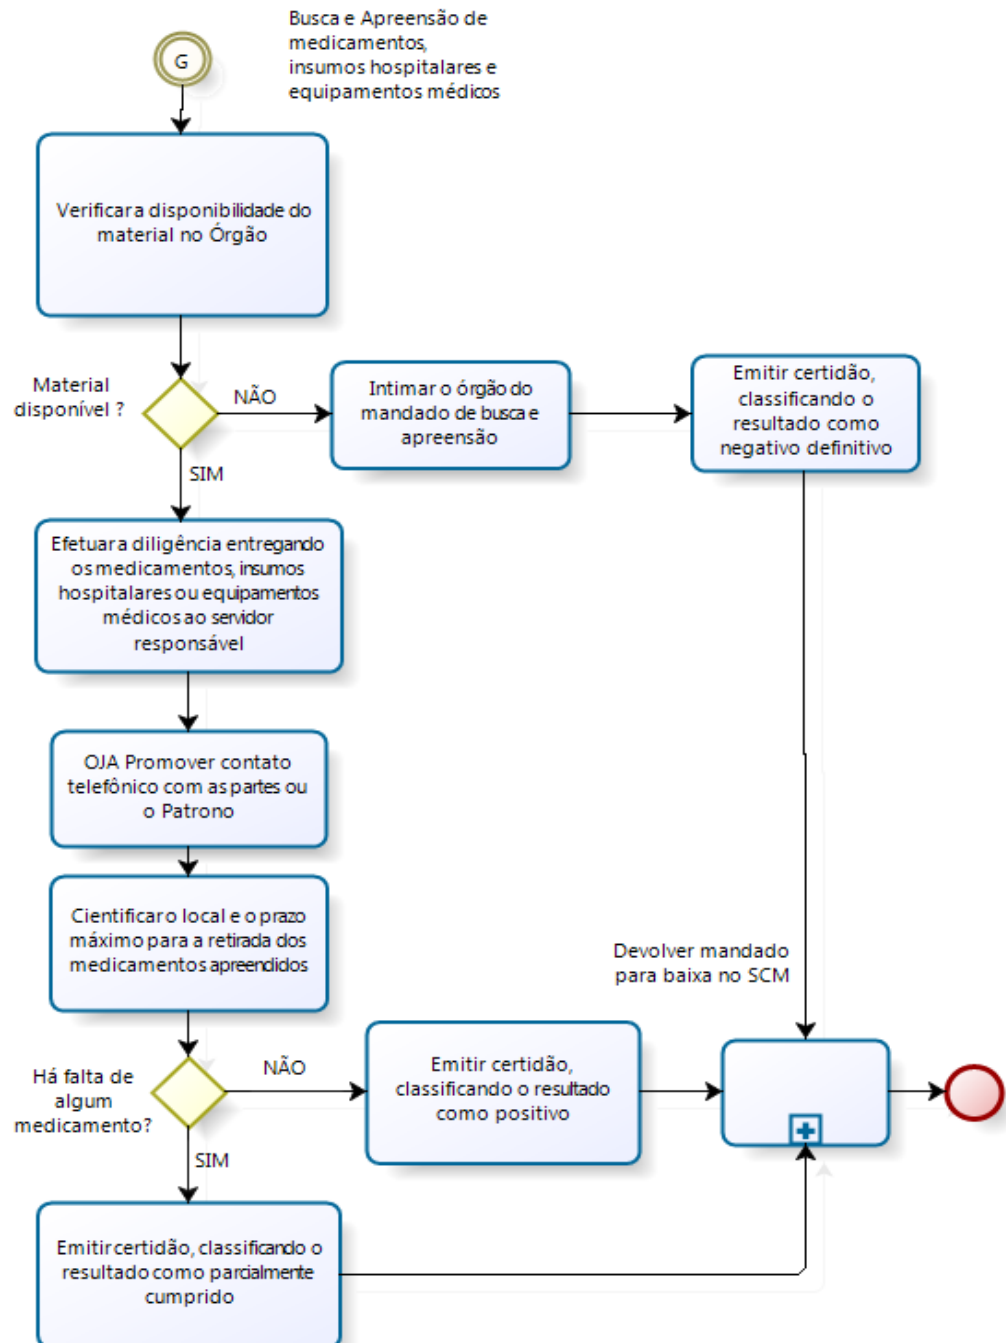 Busca e Apreensão de
medicamentos,
insumos hospitalares e
equipamentos médicos
G
Verificar a disponibilidade do
material no Órgão
Material
disponível ?
NÃO
Intimar o órgão do
mandado de busca e
apreensão
Emitir certidão,
classificando o
resultado como
negativo definitivo
SIM
Efetuar a diligência entregando
os medicamentos, insumos
hospitalares ou equipamentos
médicos ao servidor
responsável
OJA Promover contato
telefônico com as partes ou
o Patrono
Cientificar o local e o prazo
máximo para a retirada dos
medicamentos apreendidos
Devolver mandado
para baixa no SCM
Há falta de
algum
medicamento?
NÃO
Emitir certidão,
classificando o resultado
como positivo
SIM
Emitir certidão, classificando o
resultado como parcialmente
cumprido